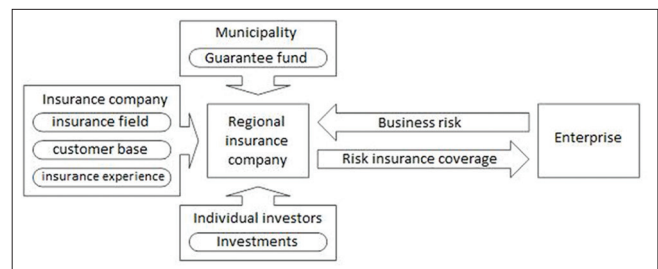 Municipality
Guarantee fund
Insurance company
insurance field
customer base
insurance experience
Regional
insurance
company
Business risk
Risk insurance coverage
Enterprise
Individual investors
Investments